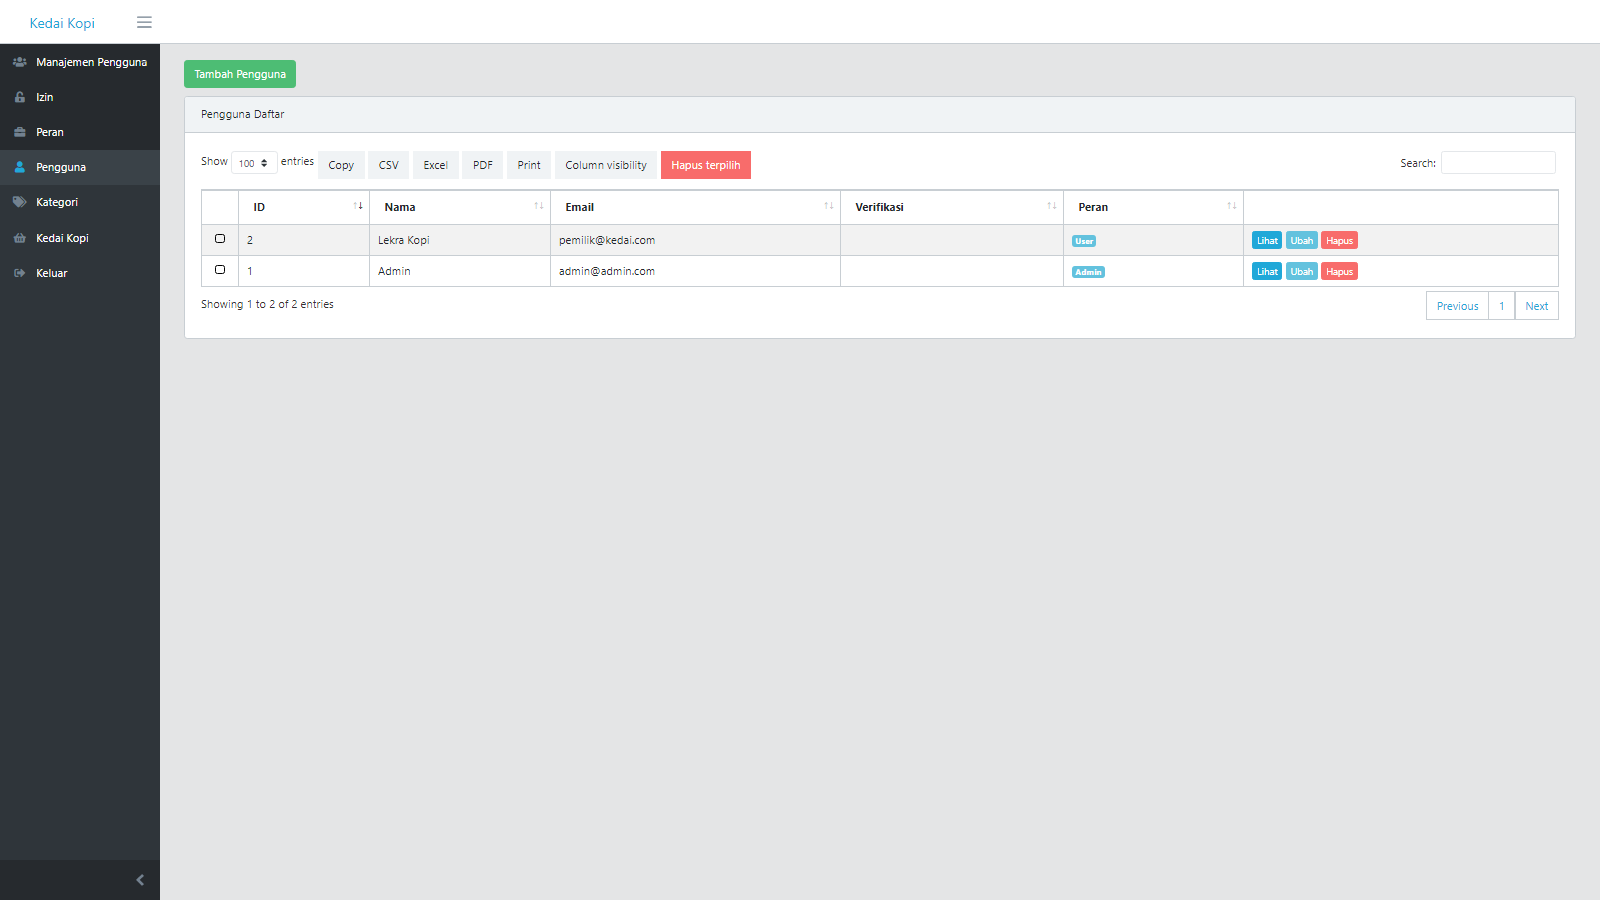 Kedai Kopi
Manajemen Pengguna
Izin
Peran
Pengguna
Kategori
Kedai Kopi
Keluar
Tambah Pengguna
Pengguna Daftar
Show 100 entries Copy CSV Excel PDF Print Column visibility Hapus terpilih Search:
ID Nama Email Verifikasi Peran
2 Lekra Kopi pemilik@kedai.com User Lihat Ubah Hapus
1 Admin admin@admin.com Admin Lihat Ubah Hapus
Showing 1 to 2 of 2 entries Previous 1 Next